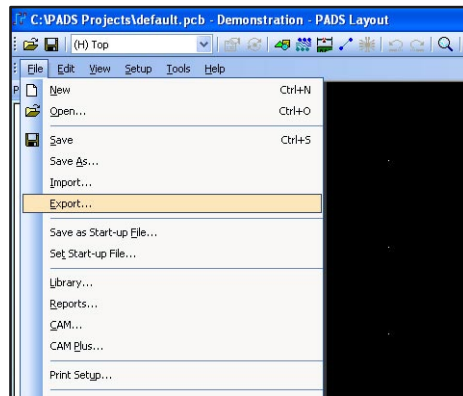 C:\PADS Projects\default.pcb - Demonstration - PADS Layout
(H) Top
File Edit View Setup Tools Help
New Ctrl+N
Open... Ctrl+O
Save Ctrl+S
Save As...
Import...
Export...
Save as Start-up File...
Set Start-up File...
Library...
Reports...
CAM...
CAM Plus...
Print Setup...